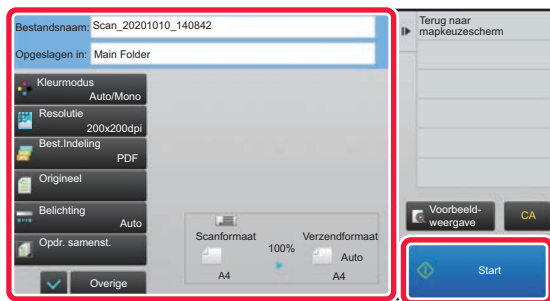 Bestandsnaam: Scan_20201010_140842
Opgeslagen in: Main Folder
Kleurmodus
Auto/Mono
Resolutie
200x200dpi
Best.Indeling
PDF
Origineel
Belichting
Auto
Opdr. samenst.
Overige
Scanformaat
A4
100%
Verzendformaat
Auto
A4
Terug naar
mapkeuzescherm
Voorbeeld-
weergave
CA
Start